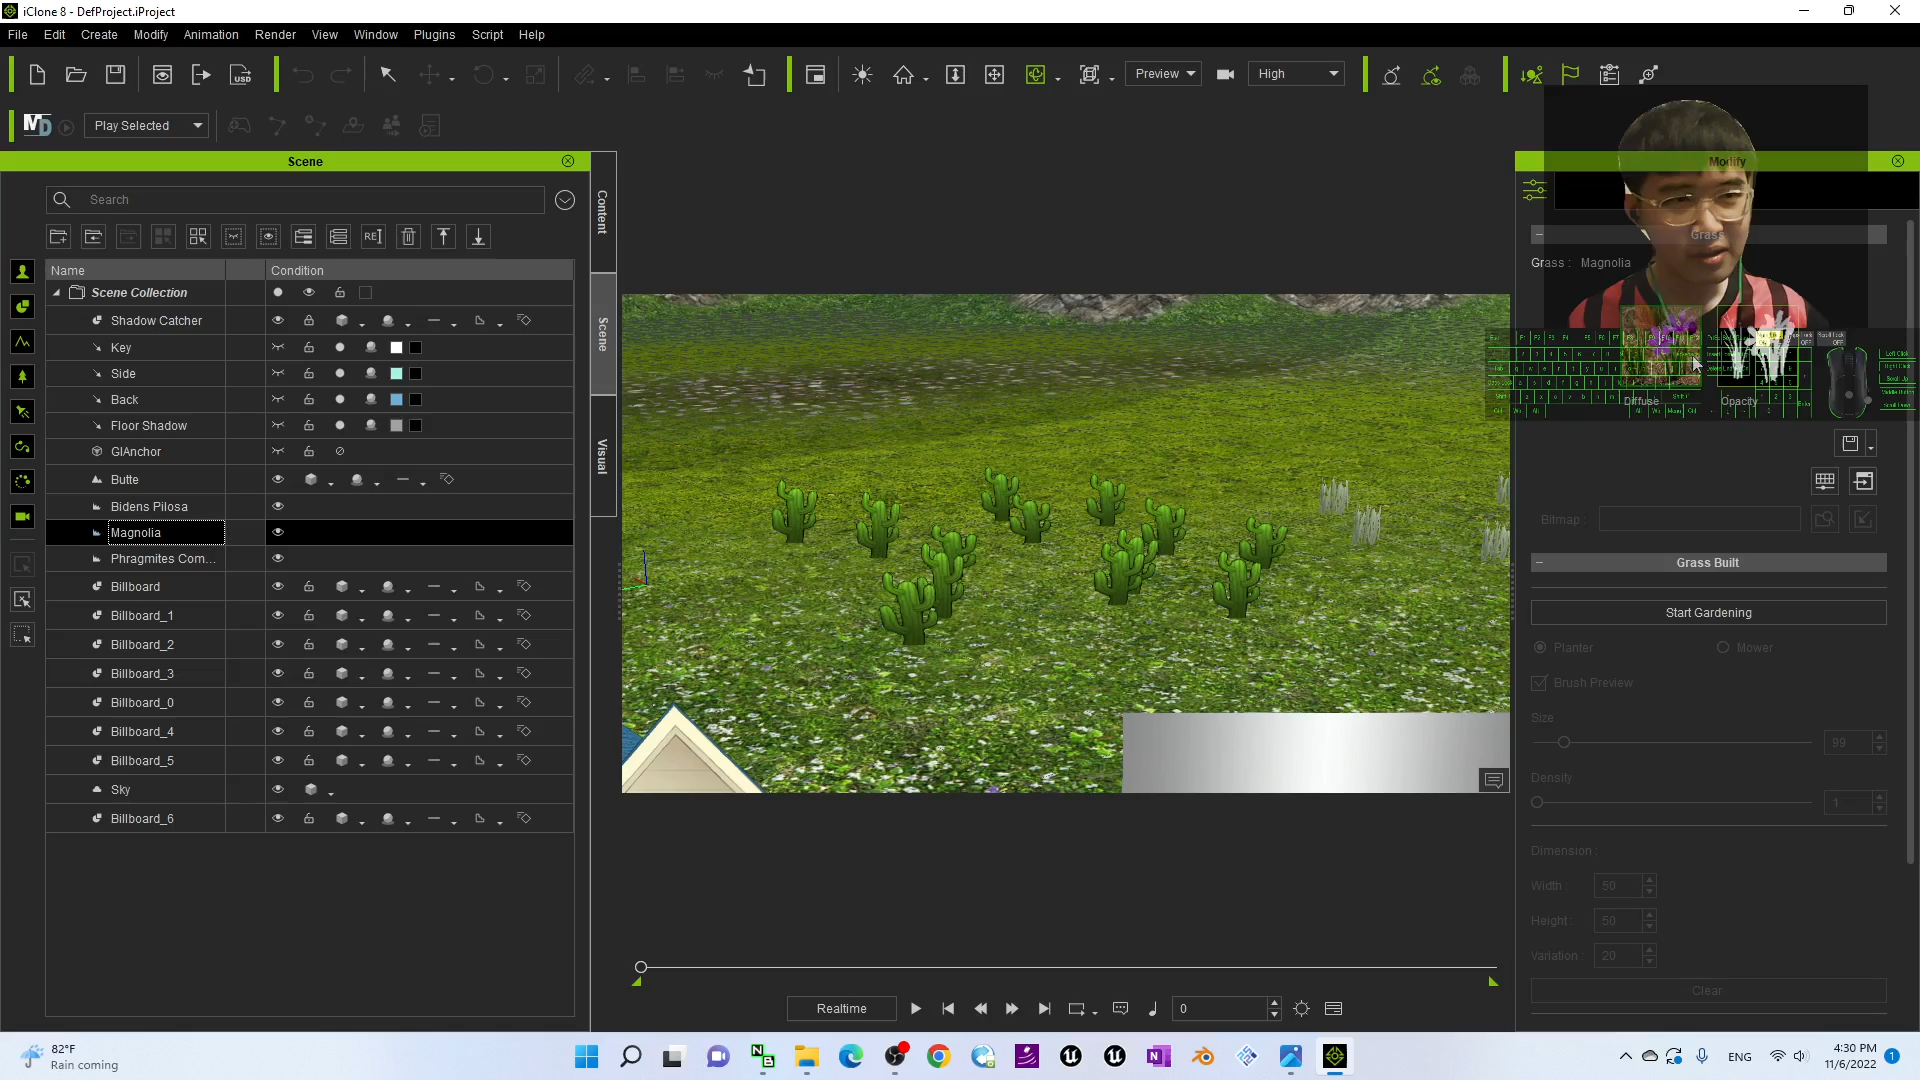 iClone 8 - DefProject.iProject
File Edit Create Modify Animation Render View Window Plugins Script Help
USD
Preview
High
MD
Play Selected
Scene
Modify
Search
Content
Scene
Visual
Name
Condition
Scene Collection
Shadow Catcher
Key
Side
Back
Floor Shadow
GIAnchor
Butte
Bidens Pilosa
Magnolia
Phragmites Com...
Billboard
Billboard_1
Billboard_2
Billboard_3
Billboard_0
Billboard_4
Billboard_5
Sky
Billboard_6
Grass
Grass : Magnolia
Diffuse
Opacity
Bitmap :
Grass Built
Start Gardening
Planter
Mower
Brush Preview
Size
99
Density
1
Dimension :
Width
50
Height :
50
Variation :
20
Clear
Realtime
0
82°F
Rain coming
ENG
4:30 PM
11/6/2022
1